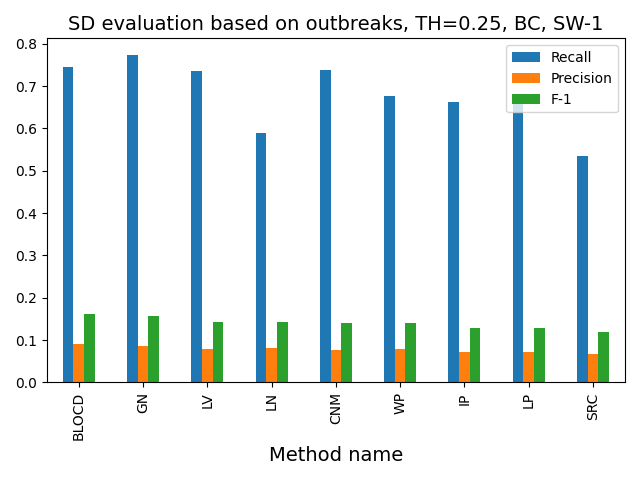 SD evaluation based on outbreaks, TH=0.25, BC, SW-1
Recall
Precision
F-1
0.8
0.7
0.6
0.5
0.4
0.3
0.2
0.1
0.0
BLOCD
GN
LV
LN
CNM
WP
IP
LP
SRC
Method name